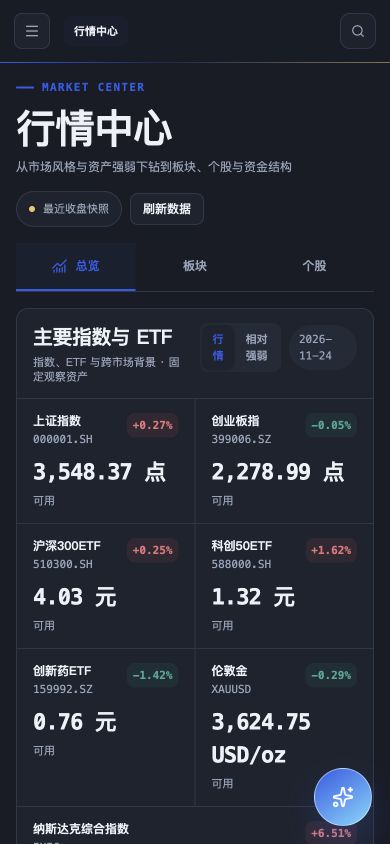 行情中心
MARKET CENTER
行情中心
从市场风格与资产强弱下钻到板块、个股与资金结构
最近收盘快照
刷新数据
总览
板块
个股
主要指数与 ETF
指数、ETF 与跨市场背景 · 固
定观察资产
行
情
相对
强弱
2026-
11-24
上证指数
000001.SH
+0.27%
3,548.37 点
可用
创业板指
399006.SZ
-0.05%
2,278.99 点
可用
沪深300ETF
510300.SH
+0.25%
4.03 元
可用
科创50ETF
588000.SH
+1.62%
1.32 元
可用
创新药ETF
159992.SZ
-1.42%
0.76 元
可用
伦敦金
XAUUSD
-0.29%
3,624.75
USD/oz
可用
纳斯达克综合指数
+6.51%